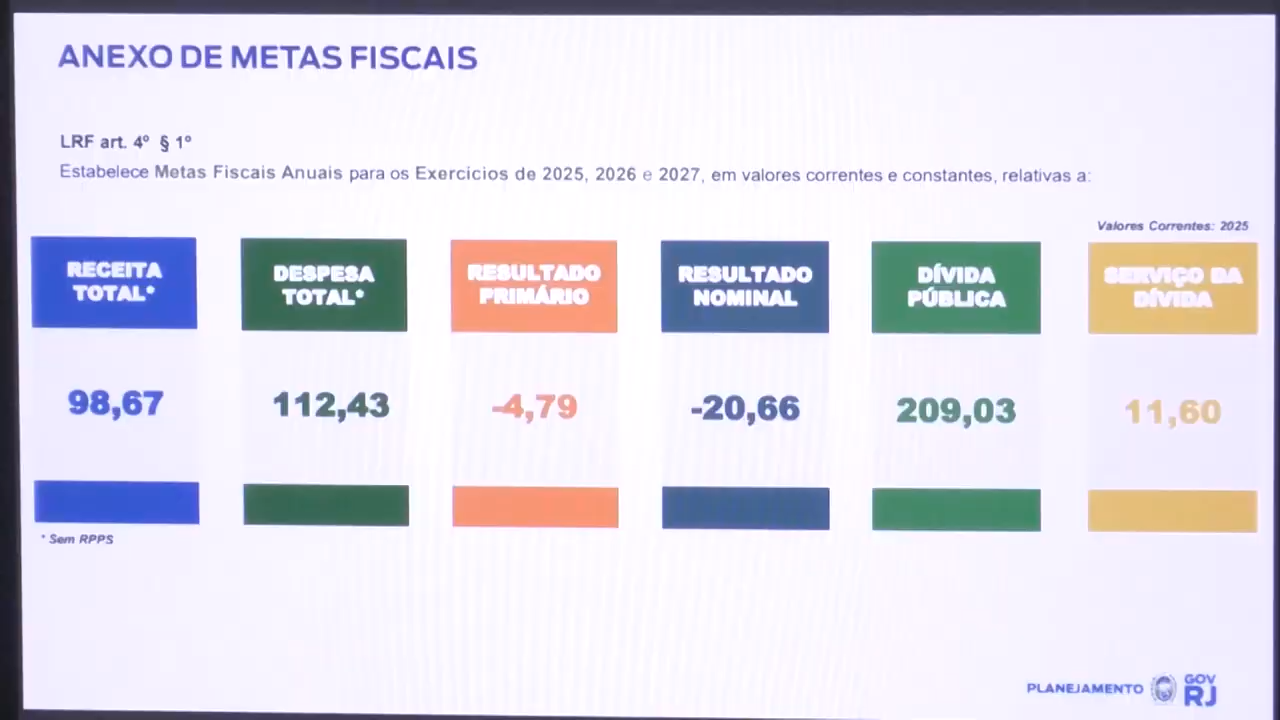 ANEXO DE METAS FISCAIS
LRF art. 4º § 1º
Estabelece Metas Fiscais Anuais para os Exercicios de 2025, 2026 e 2027, em valores correntes e constantes, relativas a:
Valores Correntes: 2025
RECEITA
TOTAL*
DESPESA
TOTAL*
RESULTADO
PRIMÁRIO
RESULTADO
NOMINAL
DÍVIDA
PÚBLICA
SERVIÇO DA
DÍVIDA
98,67
112,43
-4,79
-20,66
209,03
11,60
* Sem RPPS
PLANEJAMENTO
GOV
RJ